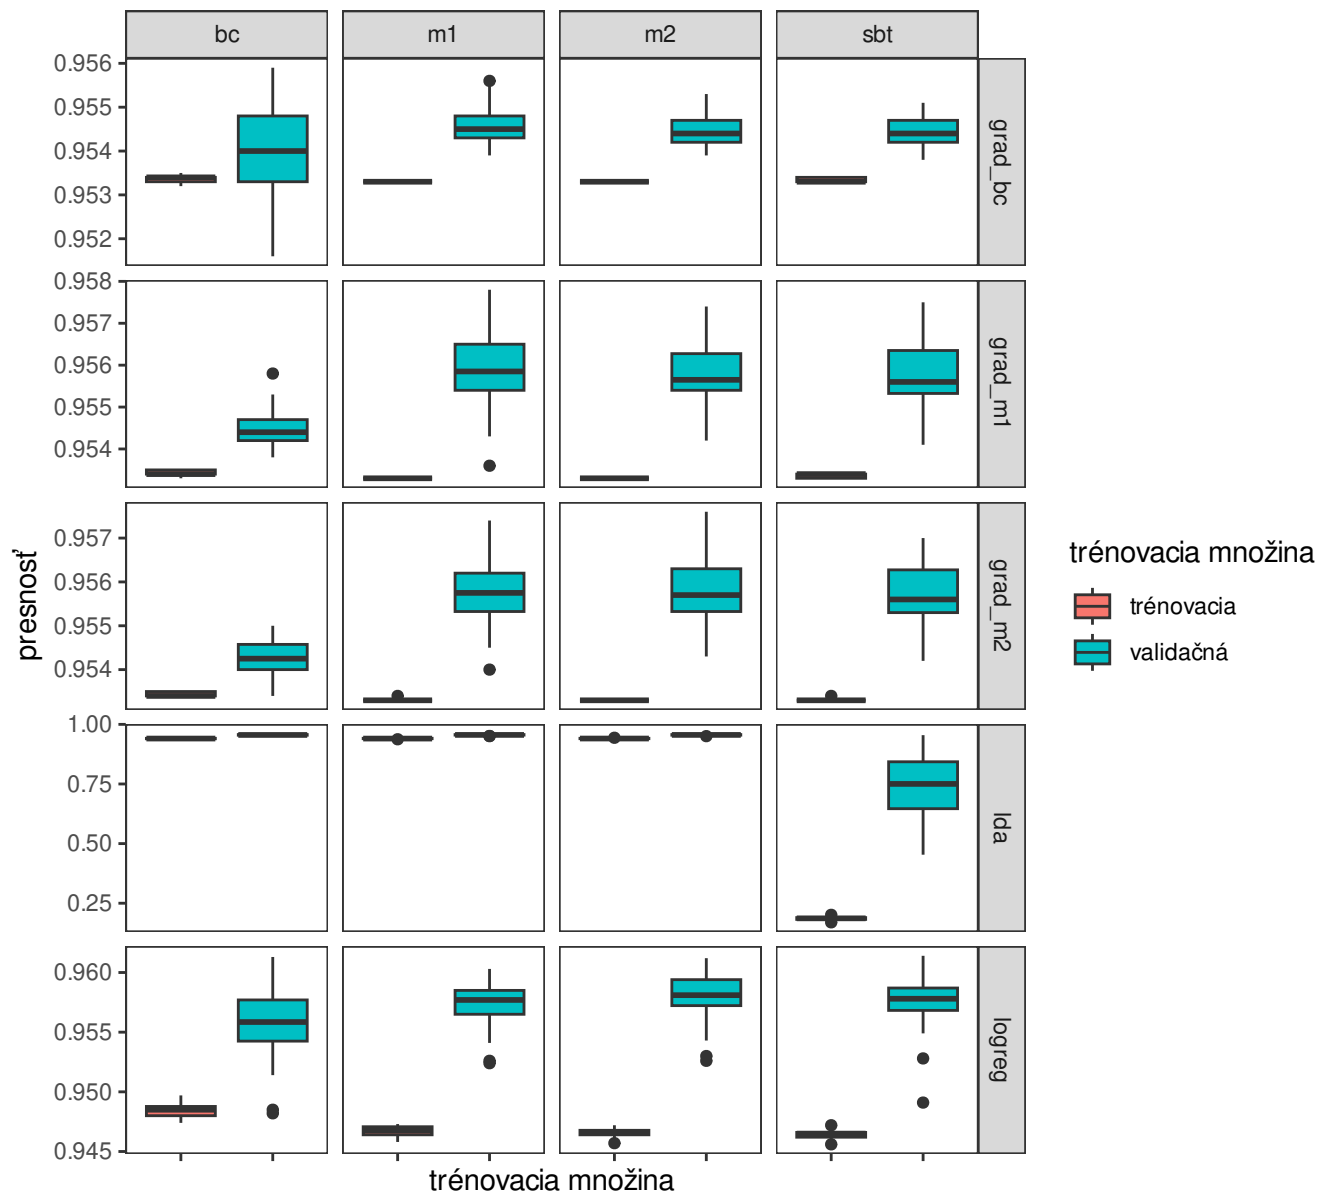 bc m1 m2 sbt
0.956
0.955
0.954
0.953
0.952
grad_bc
0.958
0.957
0.956
0.955
0.954
grad_m1
0.957
0.956
0.955
0.954
grad_m2
1.00
0.75
0.50
0.25
lda
0.960
0.955
0.950
0.945
logreg
presnosť
trénovacia množina
trénovacia množina
trénovacia
validačná